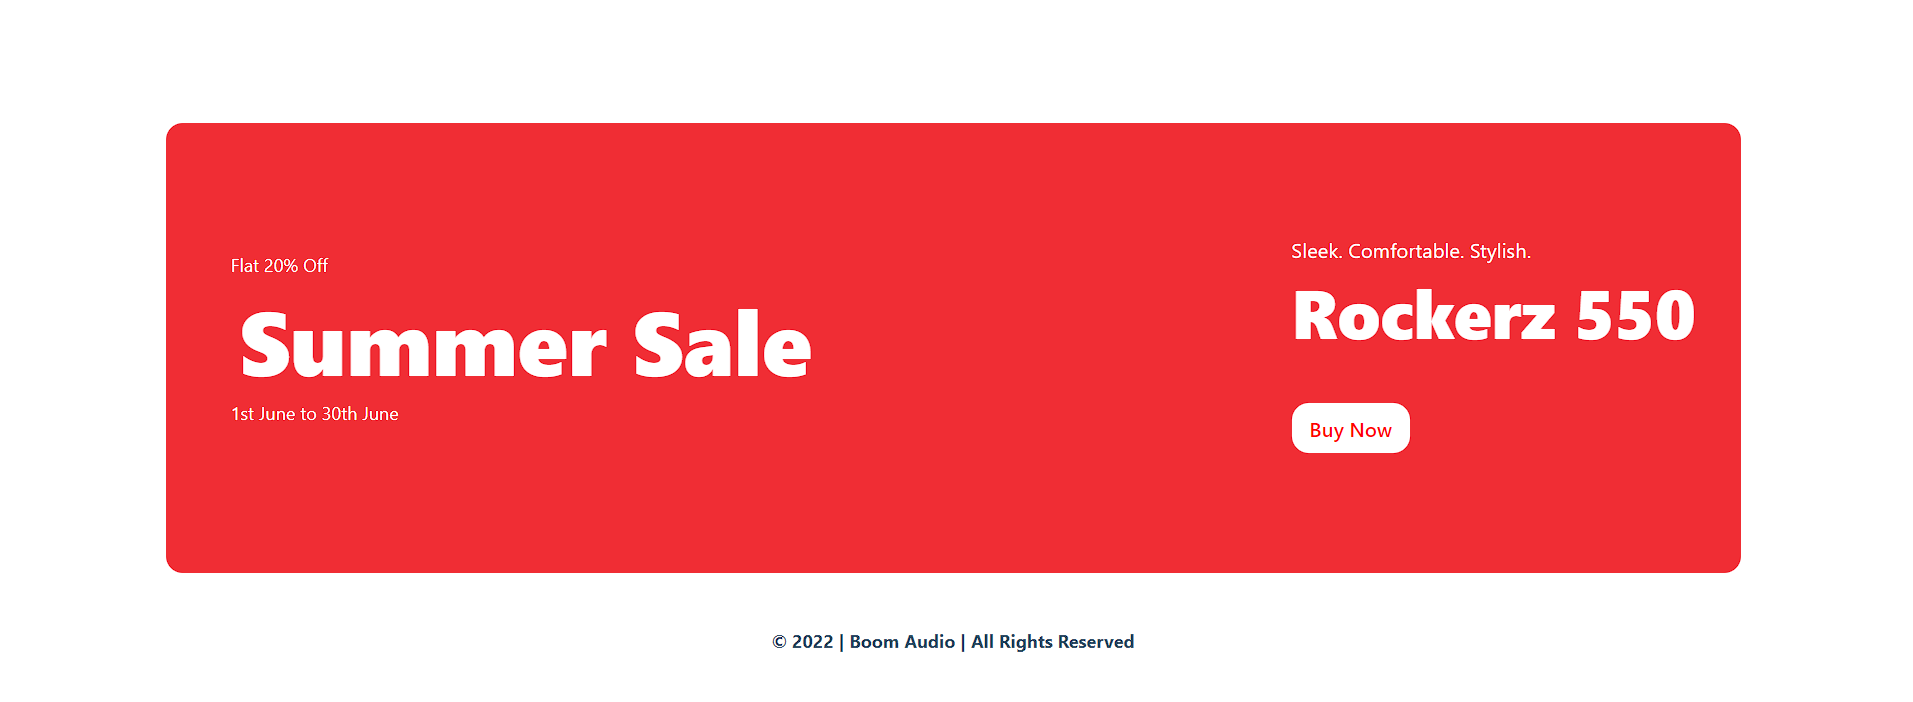 Flat 20% Off
Summer Sale
1st June to 30th June
Sleek. Comfortable. Stylish.
Rockerz 550
Buy Now
© 2022 | Boom Audio | All Rights Reserved